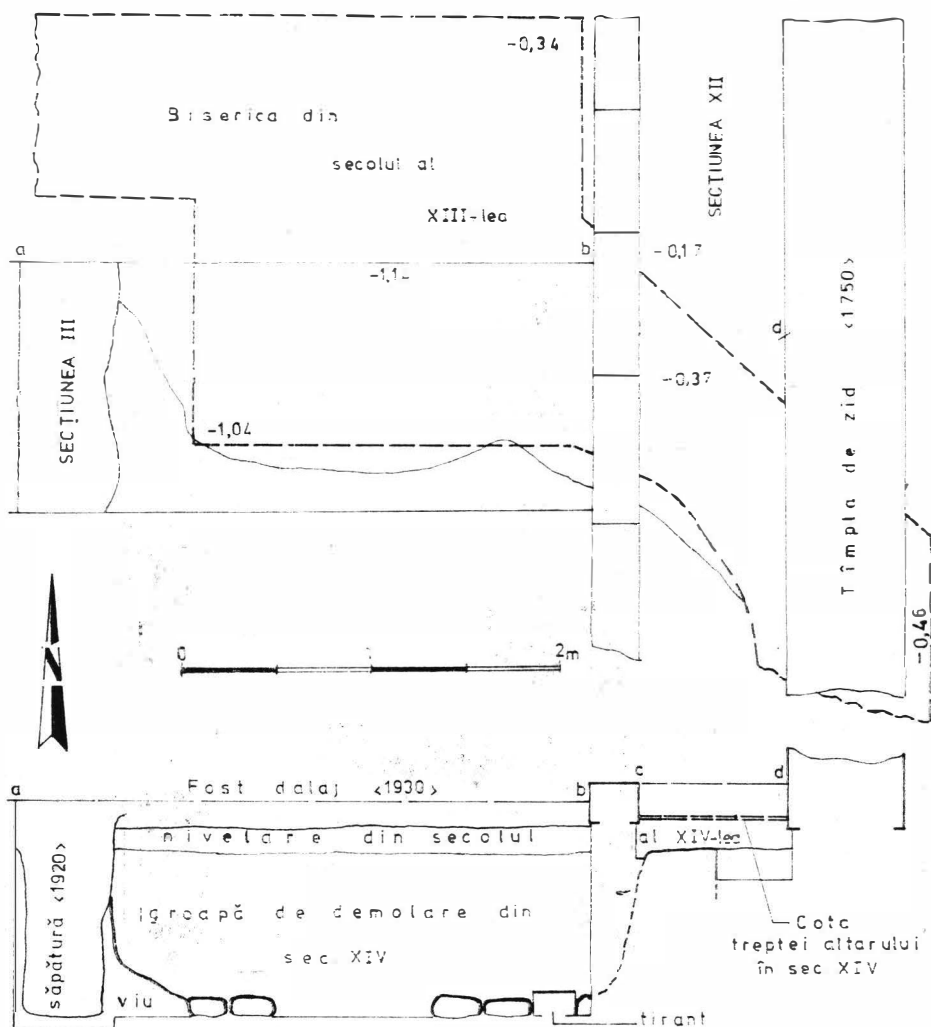 -0,34
Biserica din
secolul al
XIII-lea
SECȚIUNEA XII
a
b
-0,17
SECȚIUNEA III
d
Tîmpla de zid <1750>
-0,37
-1,04
-0,46
N
0 1 2m
a Fost dalaj <1930> b c d
nivelare din secolul al XIV-lea
săpătură <1920>
groapă de demolare din
sec XIV
Cota
treptei altarului
în sec XIV
viu
tirant